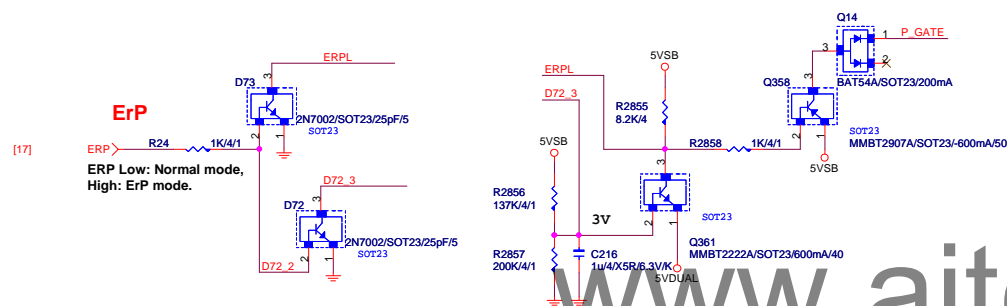 Q14
1
P_GATE
3
2
BAT54A/SOT23/200mA
ERPL
5VSB
ERPL
D73
3
Q358
3
D72_3
R2855
8.2K/4
ErP
2N7002/SOT23/25pF/5
SOT23
2
1
5VSB
2
1
SOT23
MMBT2907A/SOT23/-600mA/50
[17]
ERP
R24
1K/4/1
R2858
1K/4/1
5VSB
3
ERP Low: Normal mode,
High: ErP mode.
D72_3
R2856
137K/4/1
D72
3
3V
2
1
SOT23
2N7002/SOT23/25pF/5
SOT23
2
1
D72_2
R2857
200K/4/1
C216
1u/4/X5R/6.3V/K
Q361
MMBT2222A/SOT23/600mA/40
5VDUAL
www.aite